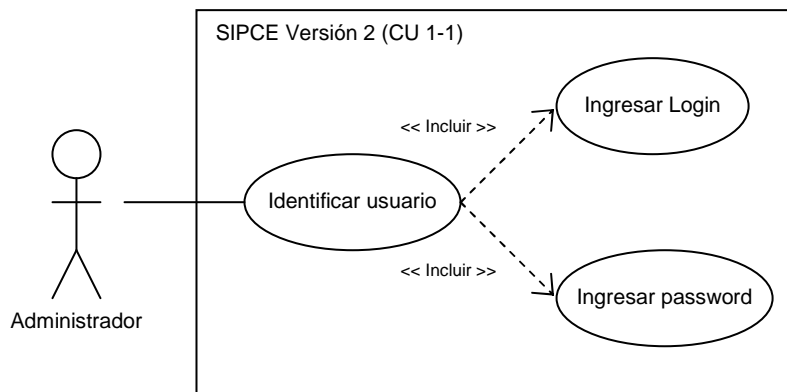 SIPCE Versión 2 (CU 1-1)
Ingresar Login
<< Incluir >>
Identificar usuario
<< Incluir >>
Ingresar password
Administrador